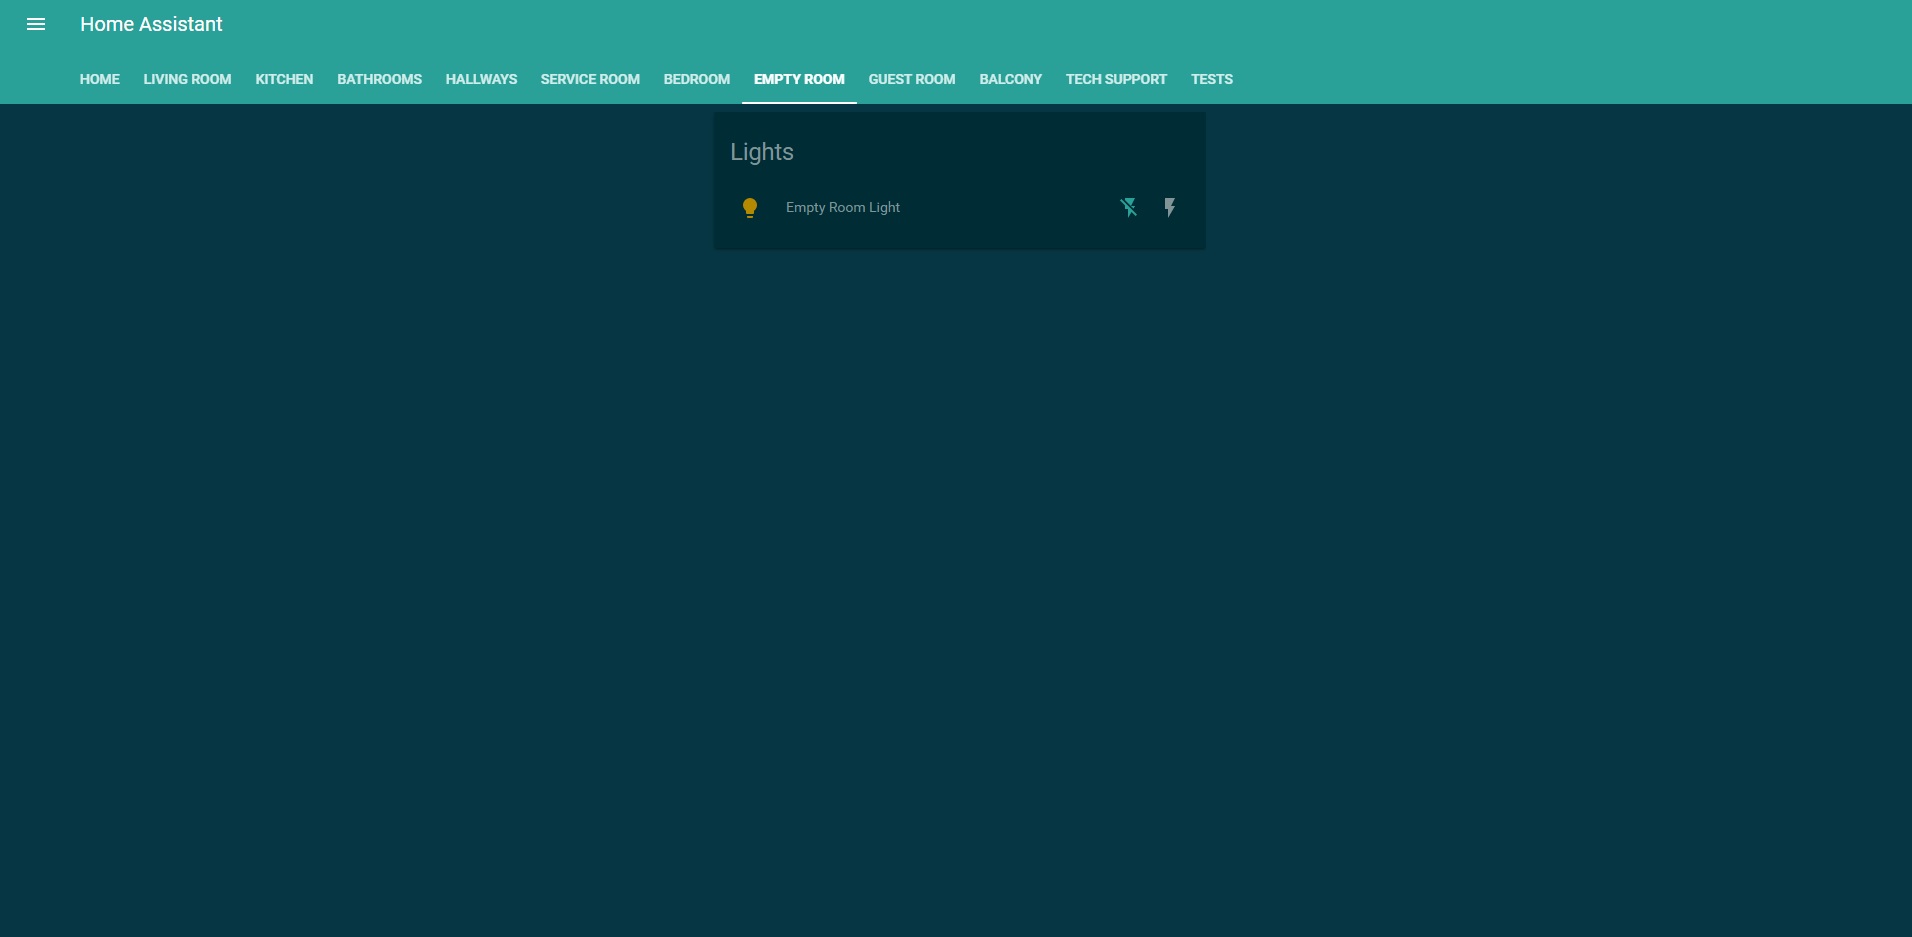 Home Assistant
HOME LIVING ROOM KITCHEN BATHROOMS HALLWAYS SERVICE ROOM BEDROOM EMPTY ROOM GUEST ROOM BALCONY TECH SUPPORT TESTS
Lights
Empty Room Light